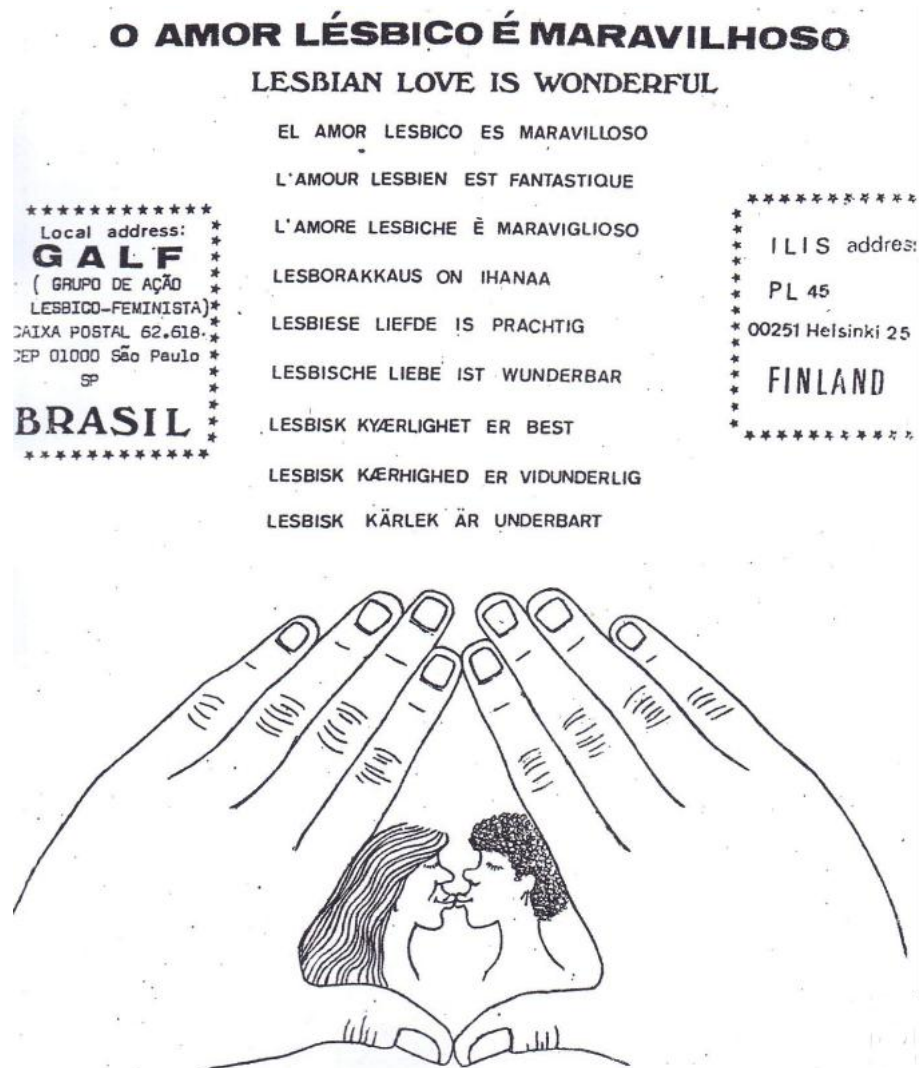 O AMOR LÉSBICO É MARAVILHOSO
LESBIAN LOVE IS WONDERFUL
EL AMOR LESBICO ES MARAVILLOSO
L'AMOUR LESBIEN EST FANTASTIQUE
L'AMORE LESBICHE È MARAVIGLIOSO
LESBORAKKAUS ON IHANAA
LESBIESE LIEFDE IS PRACHTIG
LESBISCHE LIEBE IST WUNDERBAR
LESBISK KYÆRLIGHET ER BEST
LESBISK KÆRHIGHED ER VIDUNDERLIG
LESBISK KÄRLEK ÄR UNDERBART
Local address:
GALF
( GRUPO DE AÇÃO
LESBICO-FEMINISTA)
CAIXA POSTAL 62.618.
CEP 01000 São Paulo
SP
BRASIL
ILIS addres
PL 45
00251 Helsinki 25
FINLAND